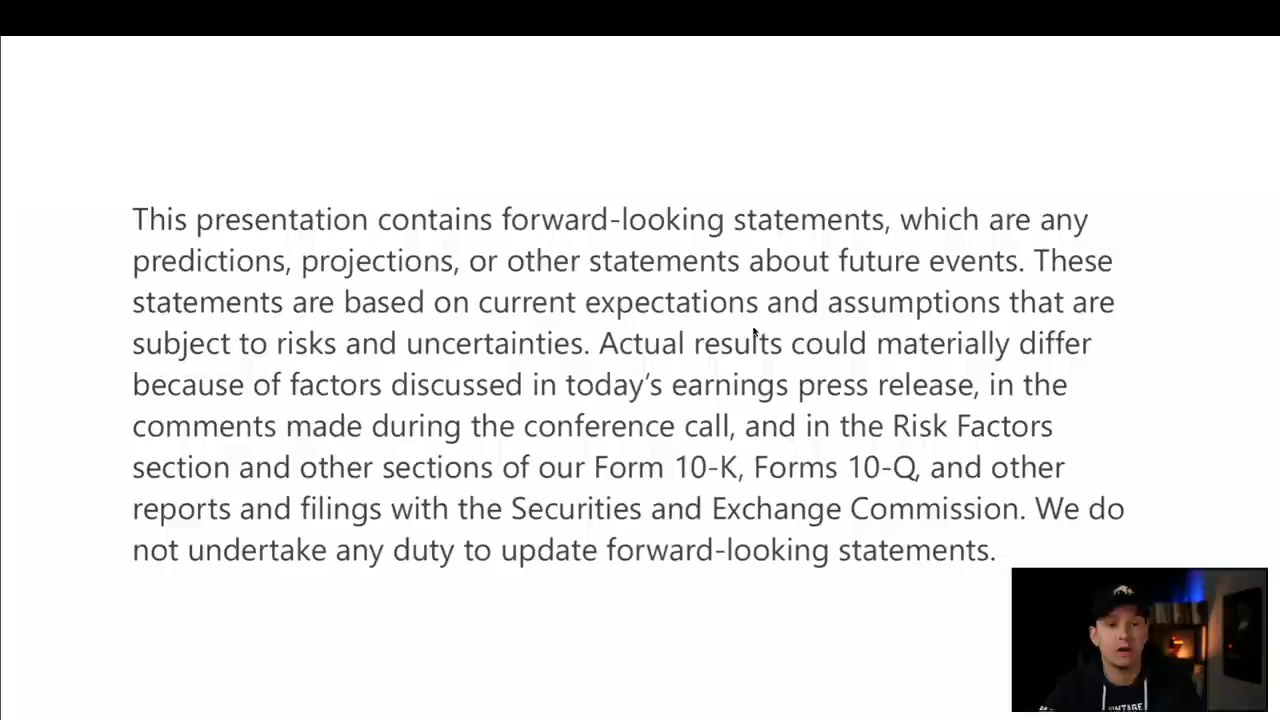 This presentation contains forward-looking statements, which are any
predictions, projections, or other statements about future events. These
statements are based on current expectations and assumptions that are
subject to risks and uncertainties. Actual results could materially differ
because of factors discussed in today’s earnings press release, in the
comments made during the conference call, and in the Risk Factors
section and other sections of our Form 10-K, Forms 10-Q, and other
reports and filings with the Securities and Exchange Commission. We do
not undertake any duty to update forward-looking statements.